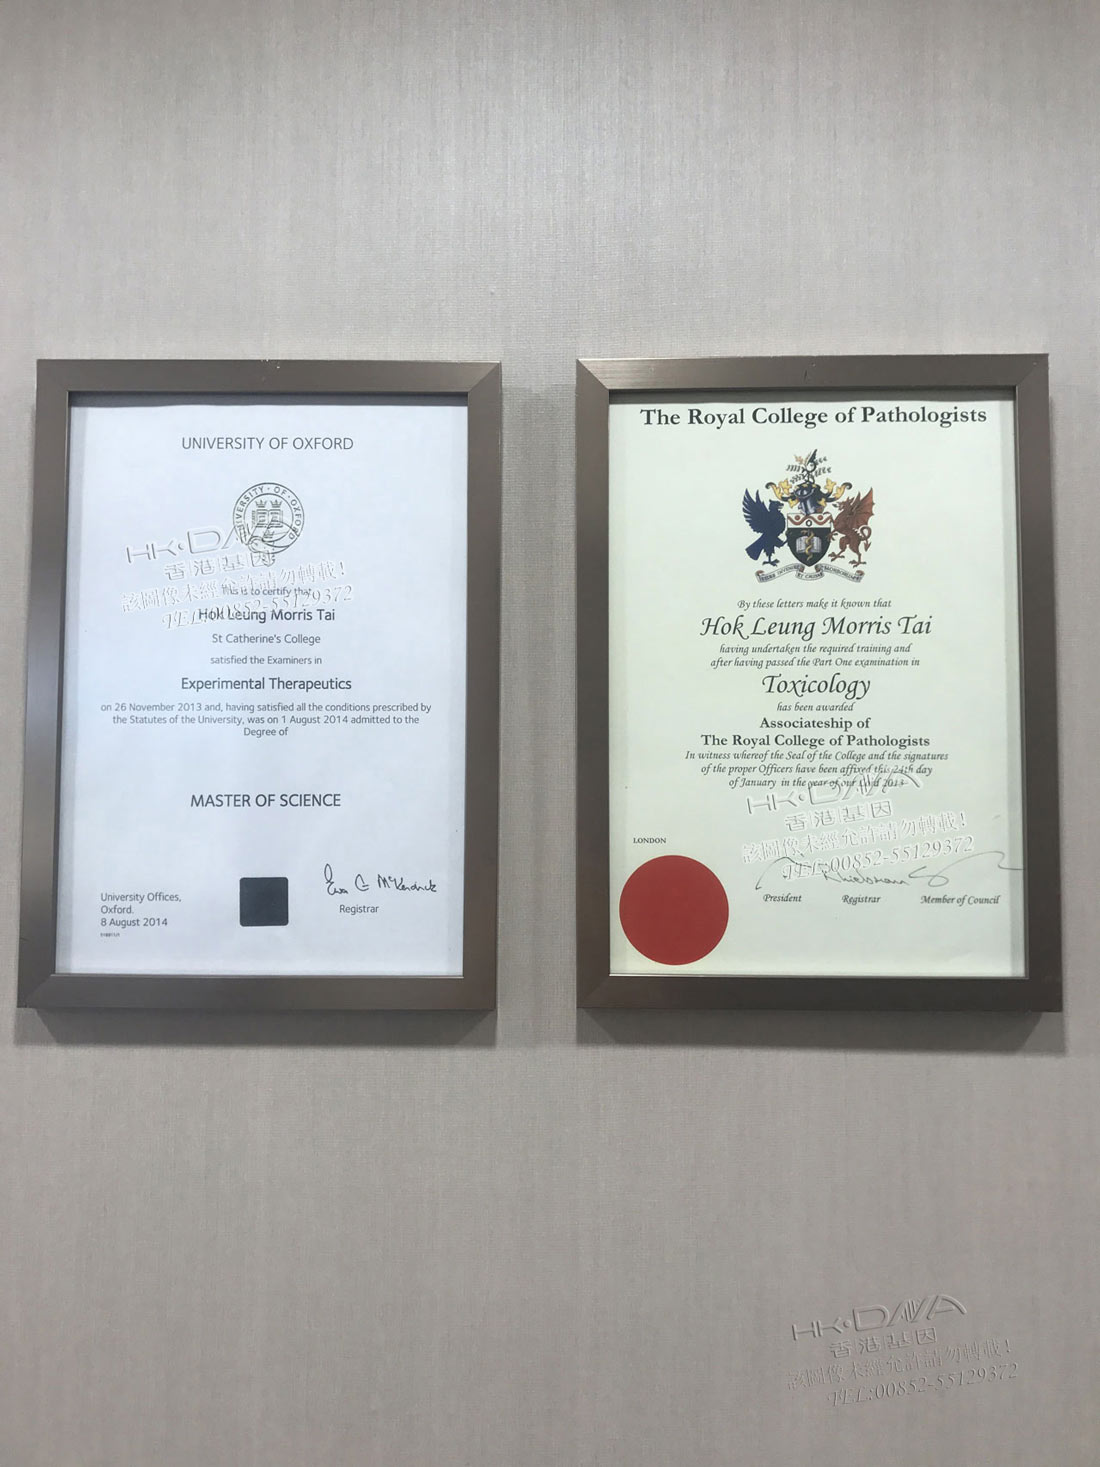 UNIVERSITY OF OXFORD
UNIVERSITY · OF · OXFORD
This is to certify that
Hok Leung Morris Tai
St Catherine's College
satisfied the Examiners in
Experimental Therapeutics
on 26 November 2013 and, having satisfied all the conditions prescribed by
the Statutes of the University, was on 1 August 2014 admitted to the
Degree of
MASTER OF SCIENCE
University Offices,
Oxford.
8 August 2014
Registrar
HK·DNA
香港基因
該圖像未經允許請勿轉載!
TEL:00852-55129372
The Royal College of Pathologists
By these letters make it known that
Hok Leung Morris Tai
having undertaken the required training and
after having passed the Part One examination in
Toxicology
has been awarded
Associateship of
The Royal College of Pathologists
In witness whereof the Seal of the College and the signatures
of the proper Officers have been affixed this 24th day
of January in the year of our Lord 2013
LONDON
President Registrar Member of Council
HK·DNA
香港基因
該圖像未經允許請勿轉載!
TEL:00852-55129372
HK·DNA
香港基因
該圖像未經允許請勿轉載!
TEL:00852-55129372